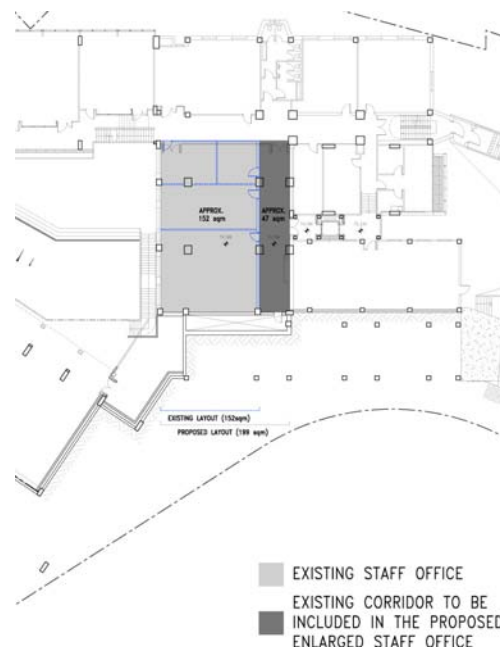 APPROX.
152 sqm
APPROX.
47 sqm
EXISTING LAYOUT (152sqm)
PROPOSED LAYOUT (199 sqm)
EXISTING STAFF OFFICE
EXISTING CORRIDOR TO BE
INCLUDED IN THE PROPOSED
ENLARGED STAFF OFFICE